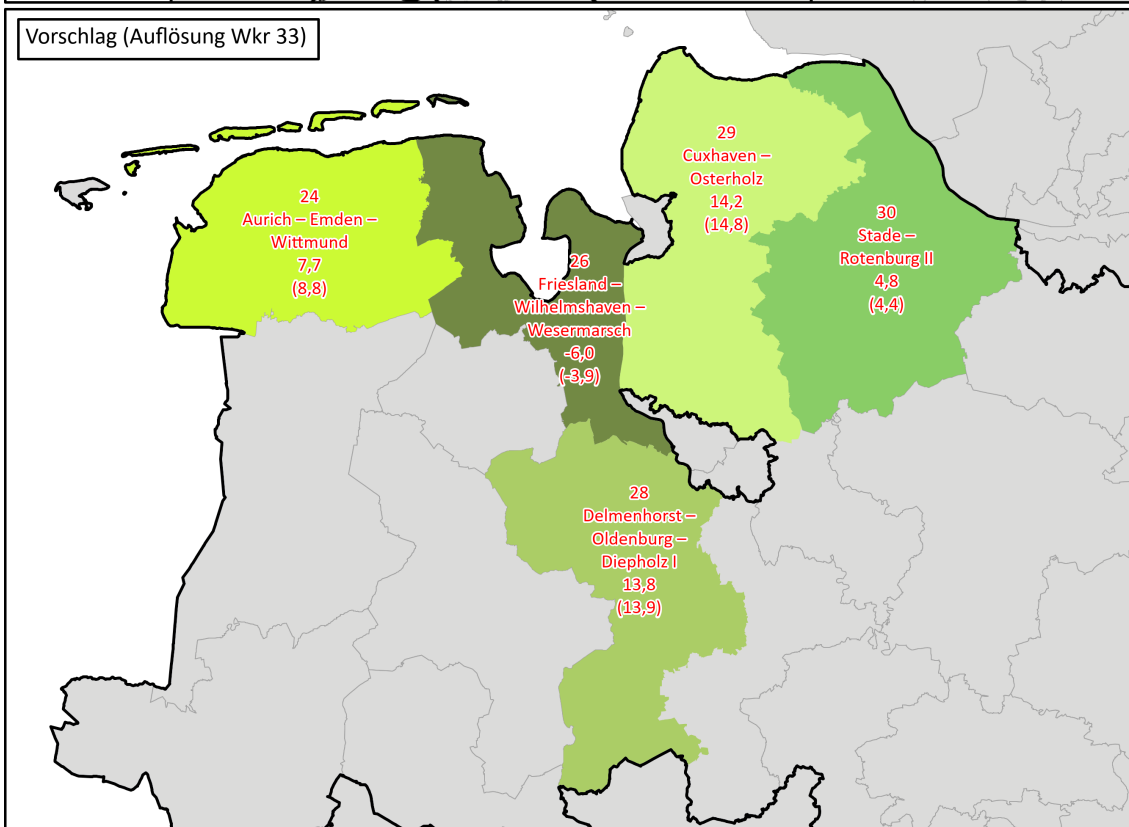 Vorschlag (Auflösung Wkr 33)
29
Cuxhaven –
Osterholz
14,2
(14,8)
24
Aurich – Emden –
Wittmund
7,7
(8,8)
30
Stade –
Rotenburg II
4,8
(4,4)
26
Friesland –
Wilhelmshaven –
Wesermarsch
-6,0
(-3,9)
28
Delmenhorst –
Oldenburg –
Diepholz I
13,8
(13,9)